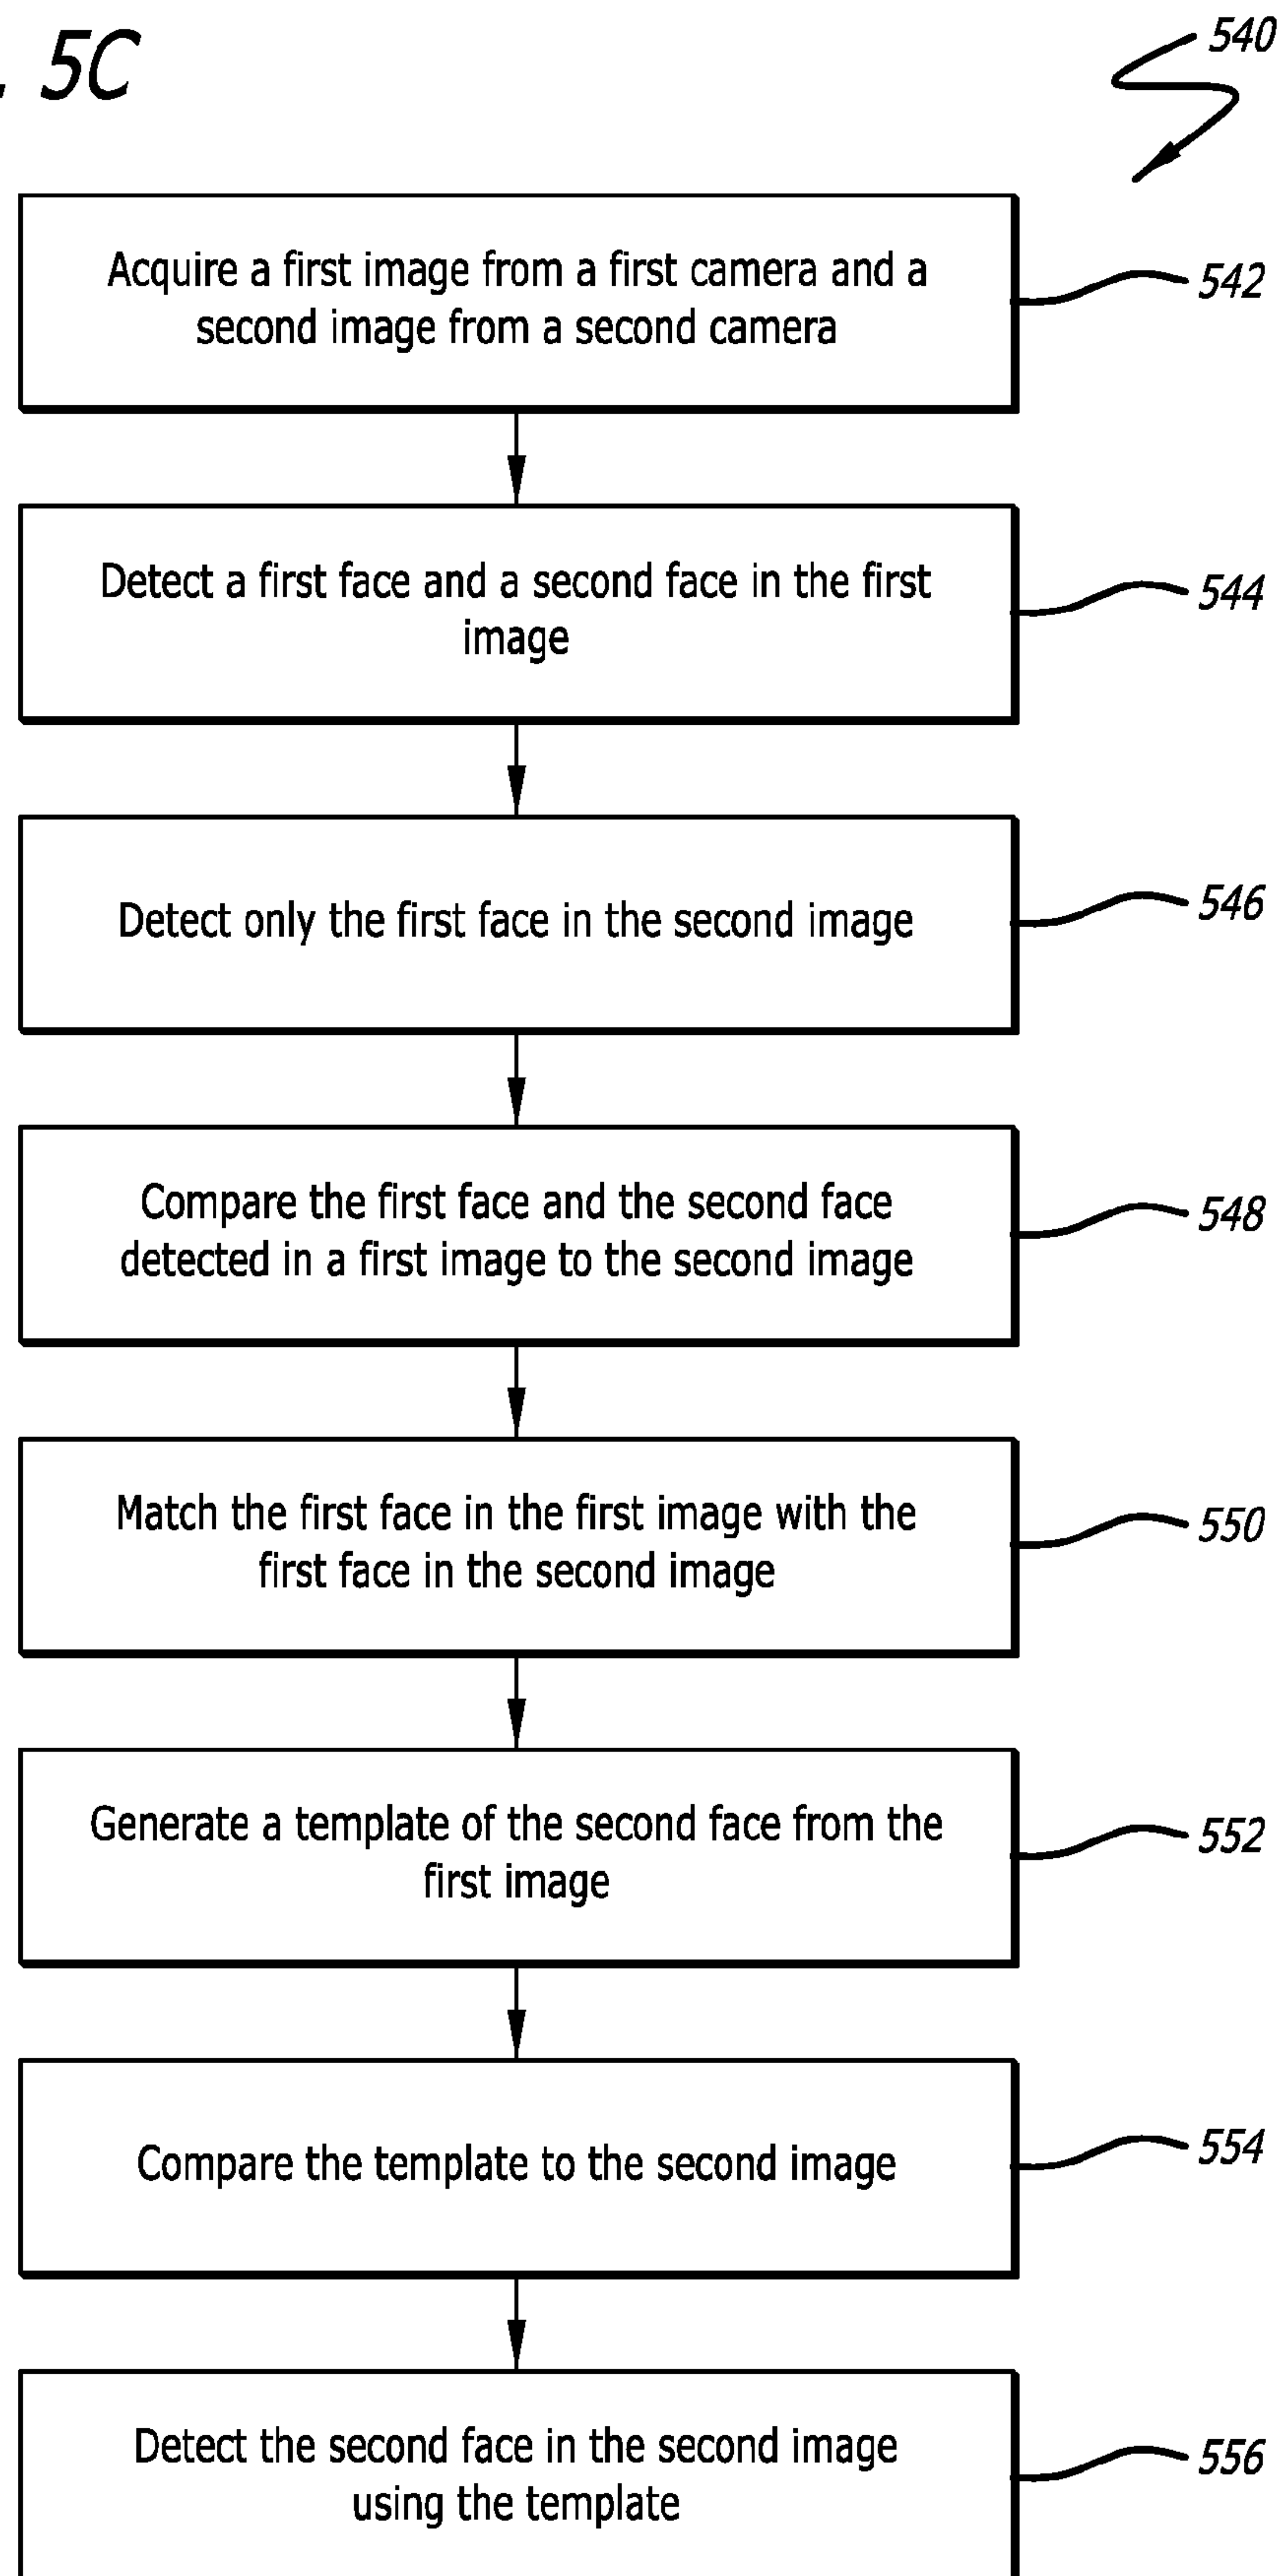 . 5C
540
Acquire a first image from a first camera and a
second image from a second camera
542
Detect a first face and a second face in the first
image
544
Detect only the first face in the second image
546
Compare the first face and the second face
detected in a first image to the second image
548
Match the first face in the first image with the
first face in the second image
550
Generate a template of the second face from the
first image
552
Compare the template to the second image
554
Detect the second face in the second image
using the template
556